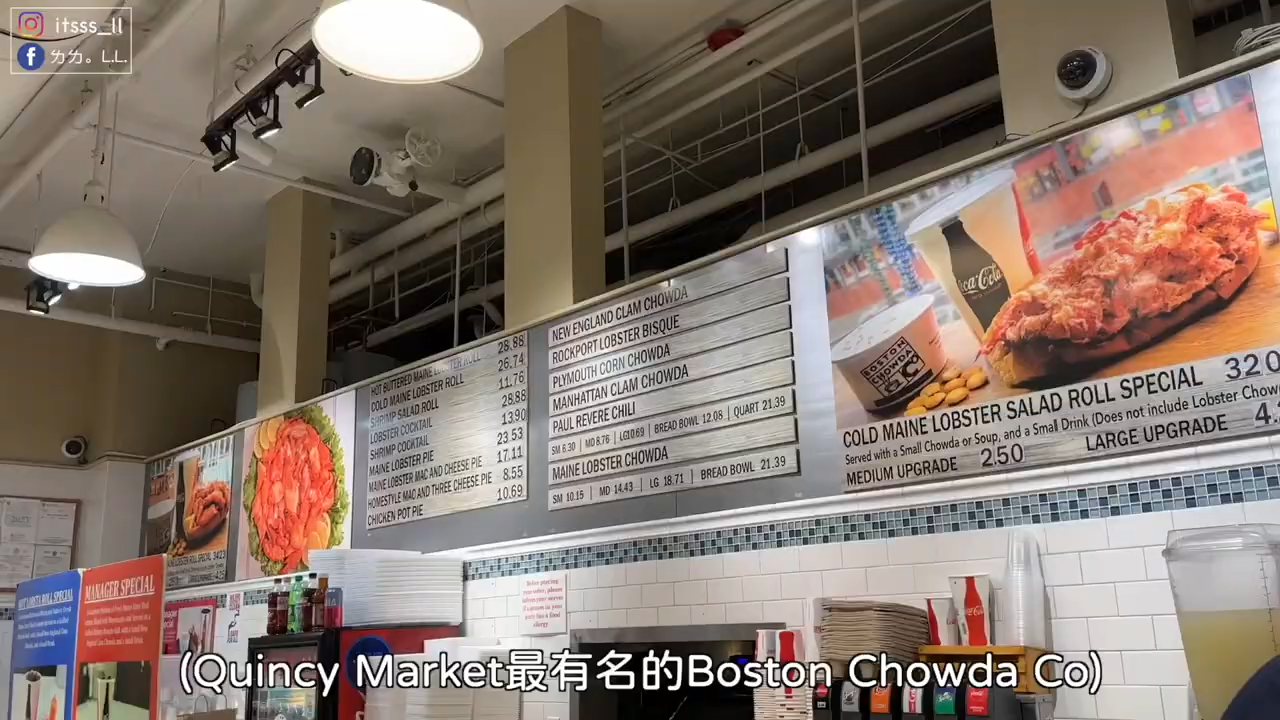 itsss_ll
ㄌㄌ。L.L.
HOT BUTTERED MAINE LOBSTER ROLL 28.88
COLD MAINE LOBSTER ROLL 26.74
SHRIMP SALAD ROLL 11.76
LOBSTER COCKTAIL 28.88
SHRIMP COCKTAIL 13.90
MAINE LOBSTER PIE 23.53
MAINE LOBSTER MAC AND CHEESE PIE 17.11
HOMESTYLE MAC AND THREE CHEESE PIE 8.55
CHICKEN POT PIE 10.69
NEW ENGLAND CLAM CHOWDA
ROCKPORT LOBSTER BISQUE
PLYMOUTH CORN CHOWDA
MANHATTAN CLAM CHOWDA
PAUL REVERE CHILI
SM 6.30 | MD 8.76 | LG 10.69 | BREAD BOWL 12.08 | QUART 21.39
MAINE LOBSTER CHOWDA
SM 10.15 | MD 14.43 | LG 18.71 | BREAD BOWL 21.39
Coca-Cola
BOSTON
CHOWDA
Co
COLD MAINE LOBSTER SALAD ROLL SPECIAL 32.0
Served with a Small Chowda or Soup, and a Small Drink (Does not include Lobster Chow
MEDIUM UPGRADE 2.50 LARGE UPGRADE 4.
MANAGER SPECIAL
(Quincy Market最有名的Boston Chowda Co)